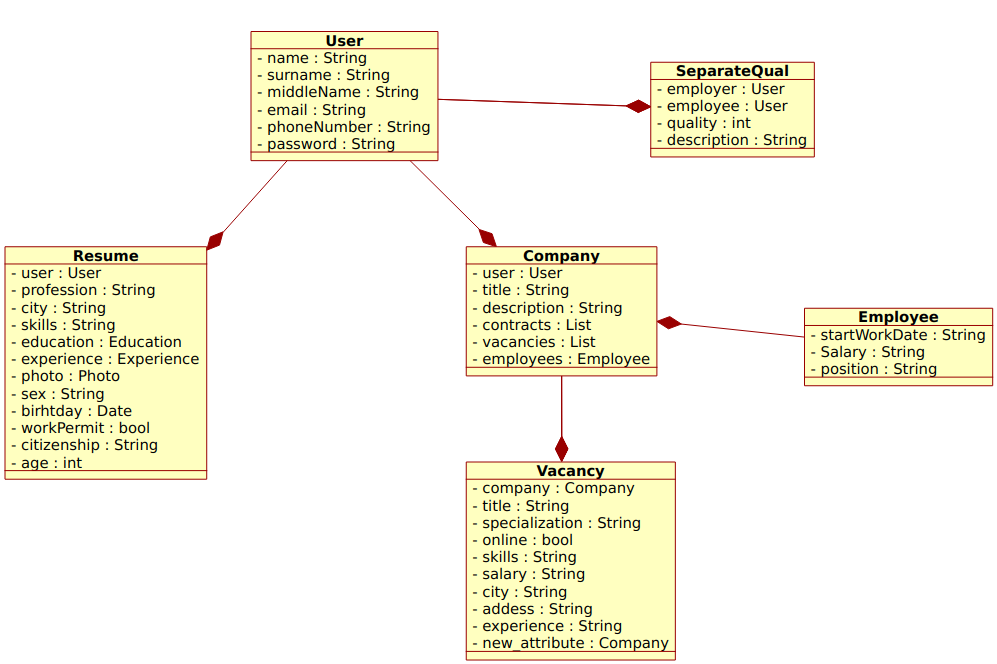 User
- name : String
- surname : String
- middleName : String
- email : String
- phoneNumber : String
- password : String
SeparateQual
- employer : User
- employee : User
- quality : int
- description : String
Resume
- user : User
- profession : String
- city : String
- skills : String
- education : Education
- experience : Experience
- photo : Photo
- sex : String
- birhtday : Date
- workPermit : bool
- citizenship : String
- age : int
Company
- user : User
- title : String
- description : String
- contracts : List
- vacancies : List
- employees : Employee
Employee
- startWorkDate : String
- Salary : String
- position : String
Vacancy
- company : Company
- title : String
- specialization : String
- online : bool
- skills : String
- salary : String
- city : String
- addess : String
- experience : String
- new_attribute : Company